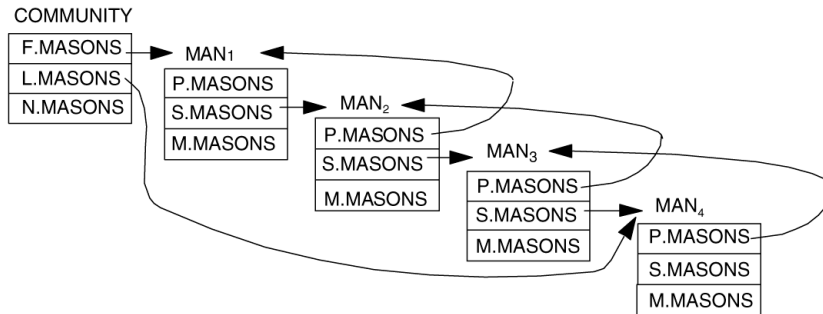 COMMUNITY
F.MASONS
L.MASONS
N.MASONS
MAN1
P.MASONS
S.MASONS
M.MASONS
MAN2
P.MASONS
S.MASONS
M.MASONS
MAN3
P.MASONS
S.MASONS
M.MASONS
MAN4
P.MASONS
S.MASONS
M.MASONS